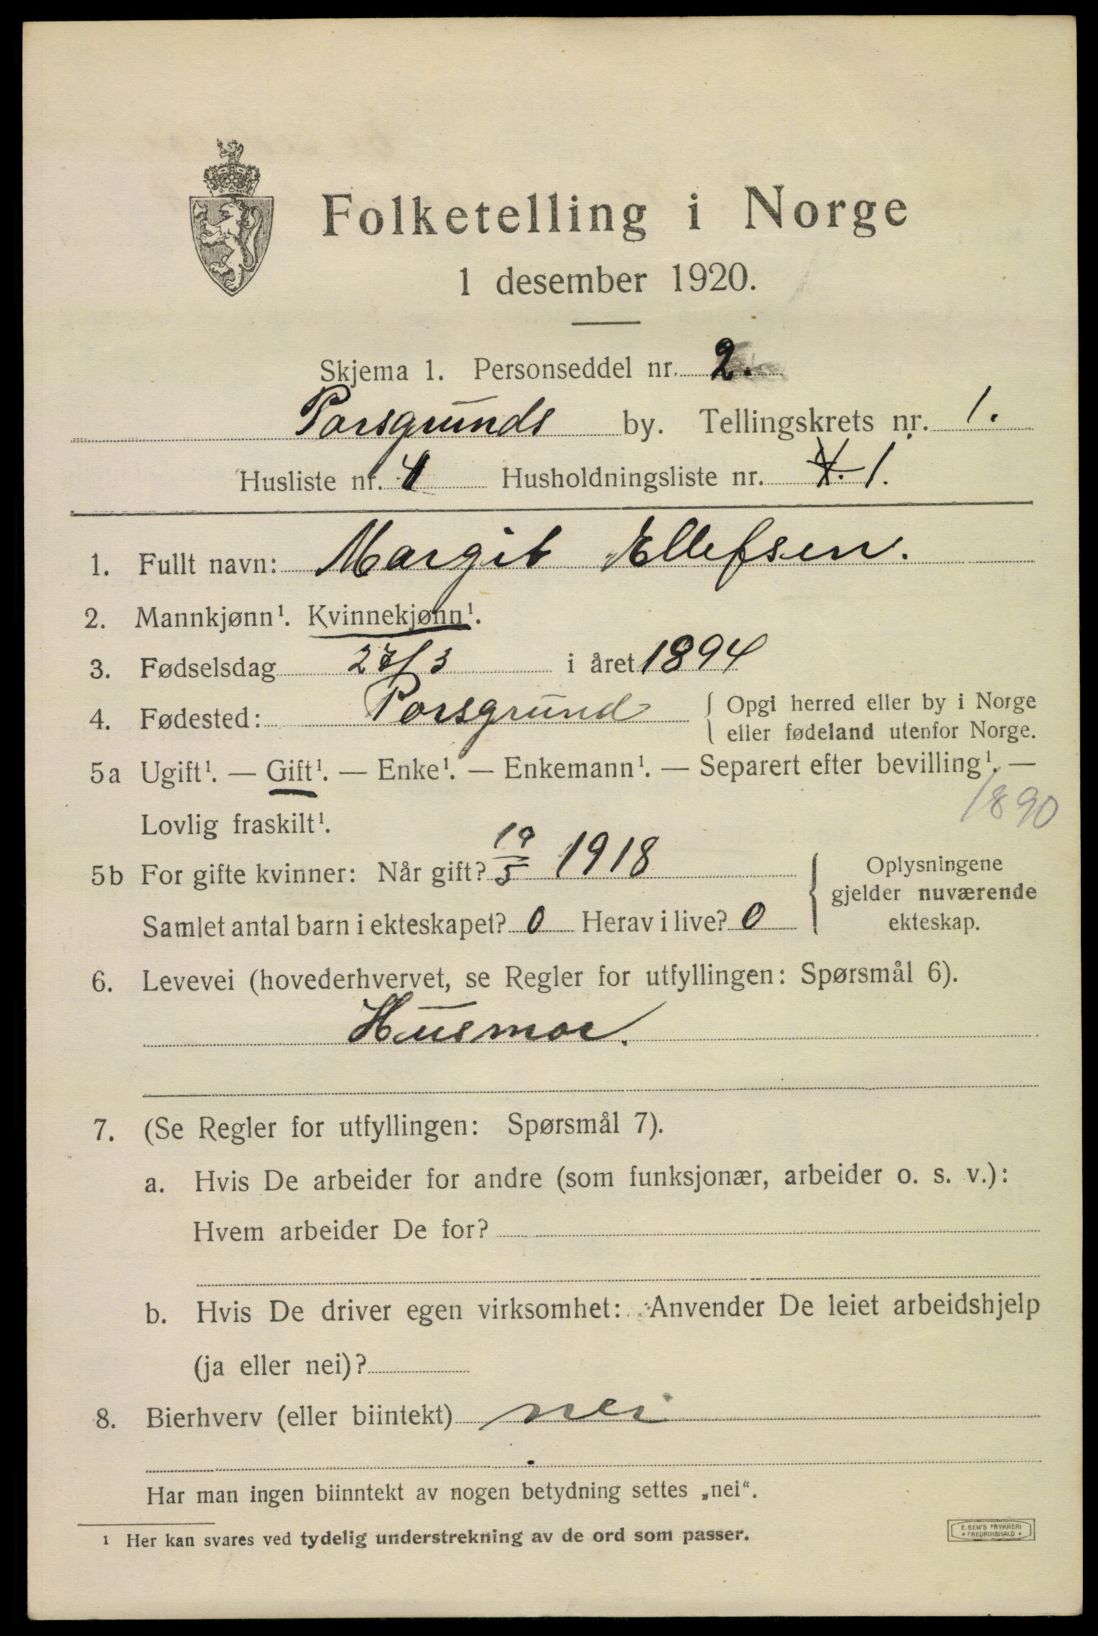 Folketelling i Norge
1 desember 1920.
Skjema 1. Personseddel nr. 2.
Porsgrunds by. Tellingskrets nr. 1.
Husliste nr. 1 Husholdningsliste nr. 1.
1. Fullt navn: Margit Ellefsen.
2. Mannkjønn¹. Kvinnekjønn¹.
3. Fødselsdag 27/3 i året 1894
4. Fødested: Porsgrund { Opgi herred eller by i Norge
eller fødeland utenfor Norge.
5a Ugift¹. — Gift¹. — Enke¹. — Enkemann¹. — Separert efter bevilling¹. —
Lovlig fraskilt¹.
1890
5b For gifte kvinner: Når gift? 19/5 1918
Samlet antal barn i ekteskapet? 0 Herav i live? 0
Oplysningene
gjelder nuværende
ekteskap.
6. Levevei (hovederhvervet, se Regler for utfyllingen: Spørsmål 6).
Husmor.
7. (Se Regler for utfyllingen: Spørsmål 7).
a. Hvis De arbeider for andre (som funksjonær, arbeider o. s. v.):
Hvem arbeider De for?
b. Hvis De driver egen virksomhet: Anvender De leiet arbeidshjelp
(ja eller nei)?
8. Bierhverv (eller biintekt) nei
Har man ingen biinntekt av nogen betydning settes „nei“.
¹ Her kan svares ved tydelig understrekning av de ord som passer.
E. SEM'S TRYKKERI
FREDRIKSHALD